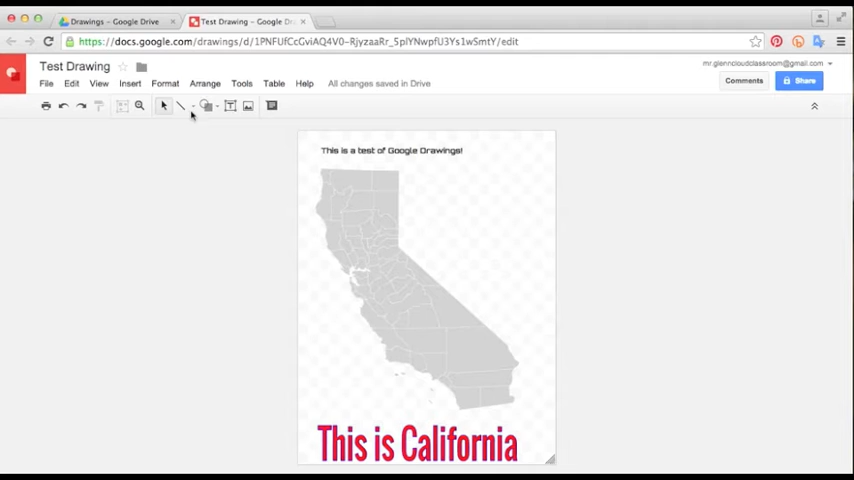 Drawings – Google Drive
Test Drawing – Google Dr
https://docs.google.com/drawings/d/1PNFUfCcGviAQ4V0–RjyzaaRr_5plYNwpfU3Ys1wSmtY/edit
Test Drawing
mr.glenncloudclassroom@gmail.com
File Edit View Insert Format Arrange Tools Table Help All changes saved in Drive
Comments Share
This is a test of Google Drawings!
This is California